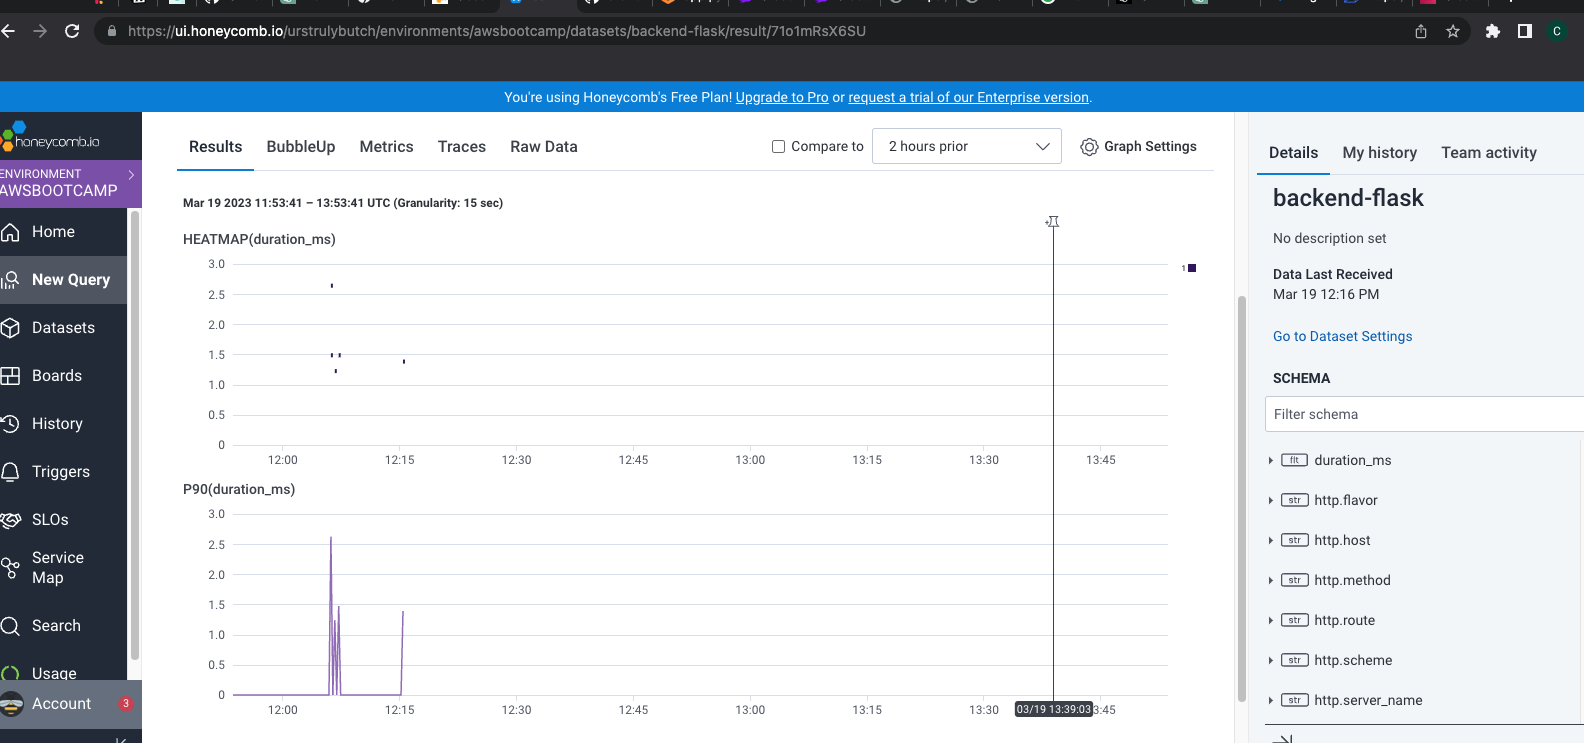 https://ui.honeycomb.io/urstrulybutch/environments/awsbootcamp/datasets/backend-flask/result/71o1mRsX6SU
C
You're using Honeycomb's Free Plan! Upgrade to Pro or request a trial of our Enterprise version.
honeycomb.io
ENVIRONMENT
AWSBOOTCAMP
Home
New Query
Datasets
Boards
History
Triggers
SLOs
Service
Map
Search
Usage
Account 3
Results BubbleUp Metrics Traces Raw Data
Compare to 2 hours prior Graph Settings
Mar 19 2023 11:53:41 – 13:53:41 UTC (Granularity: 15 sec)
HEATMAP(duration_ms)
3.0
2.5
2.0
1.5
1.0
0.5
0
12:00 12:15 12:30 12:45 13:00 13:15 13:30 13:45
1
P90(duration_ms)
3.0
2.5
2.0
1.5
1.0
0.5
0
12:00 12:15 12:30 12:45 13:00 13:15 13:30 03/19 13:39:03 3:45
Details My history Team activity
backend-flask
No description set
Data Last Received
Mar 19 12:16 PM
Go to Dataset Settings
SCHEMA
Filter schema
flt duration_ms
str http.flavor
str http.host
str http.method
str http.route
str http.scheme
str http.server_name